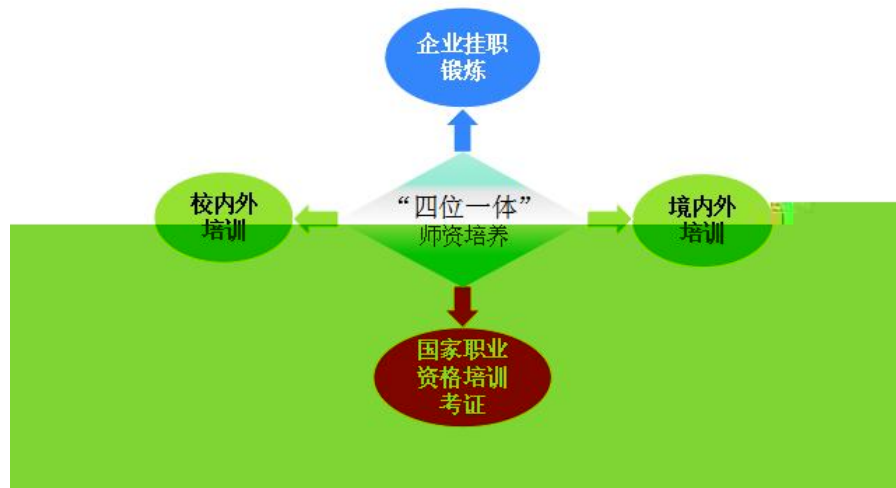 企业挂职
锻炼
校内外
培训
“四位一体”
师资培养
境内外
培训
国家职业
资格培训
考证